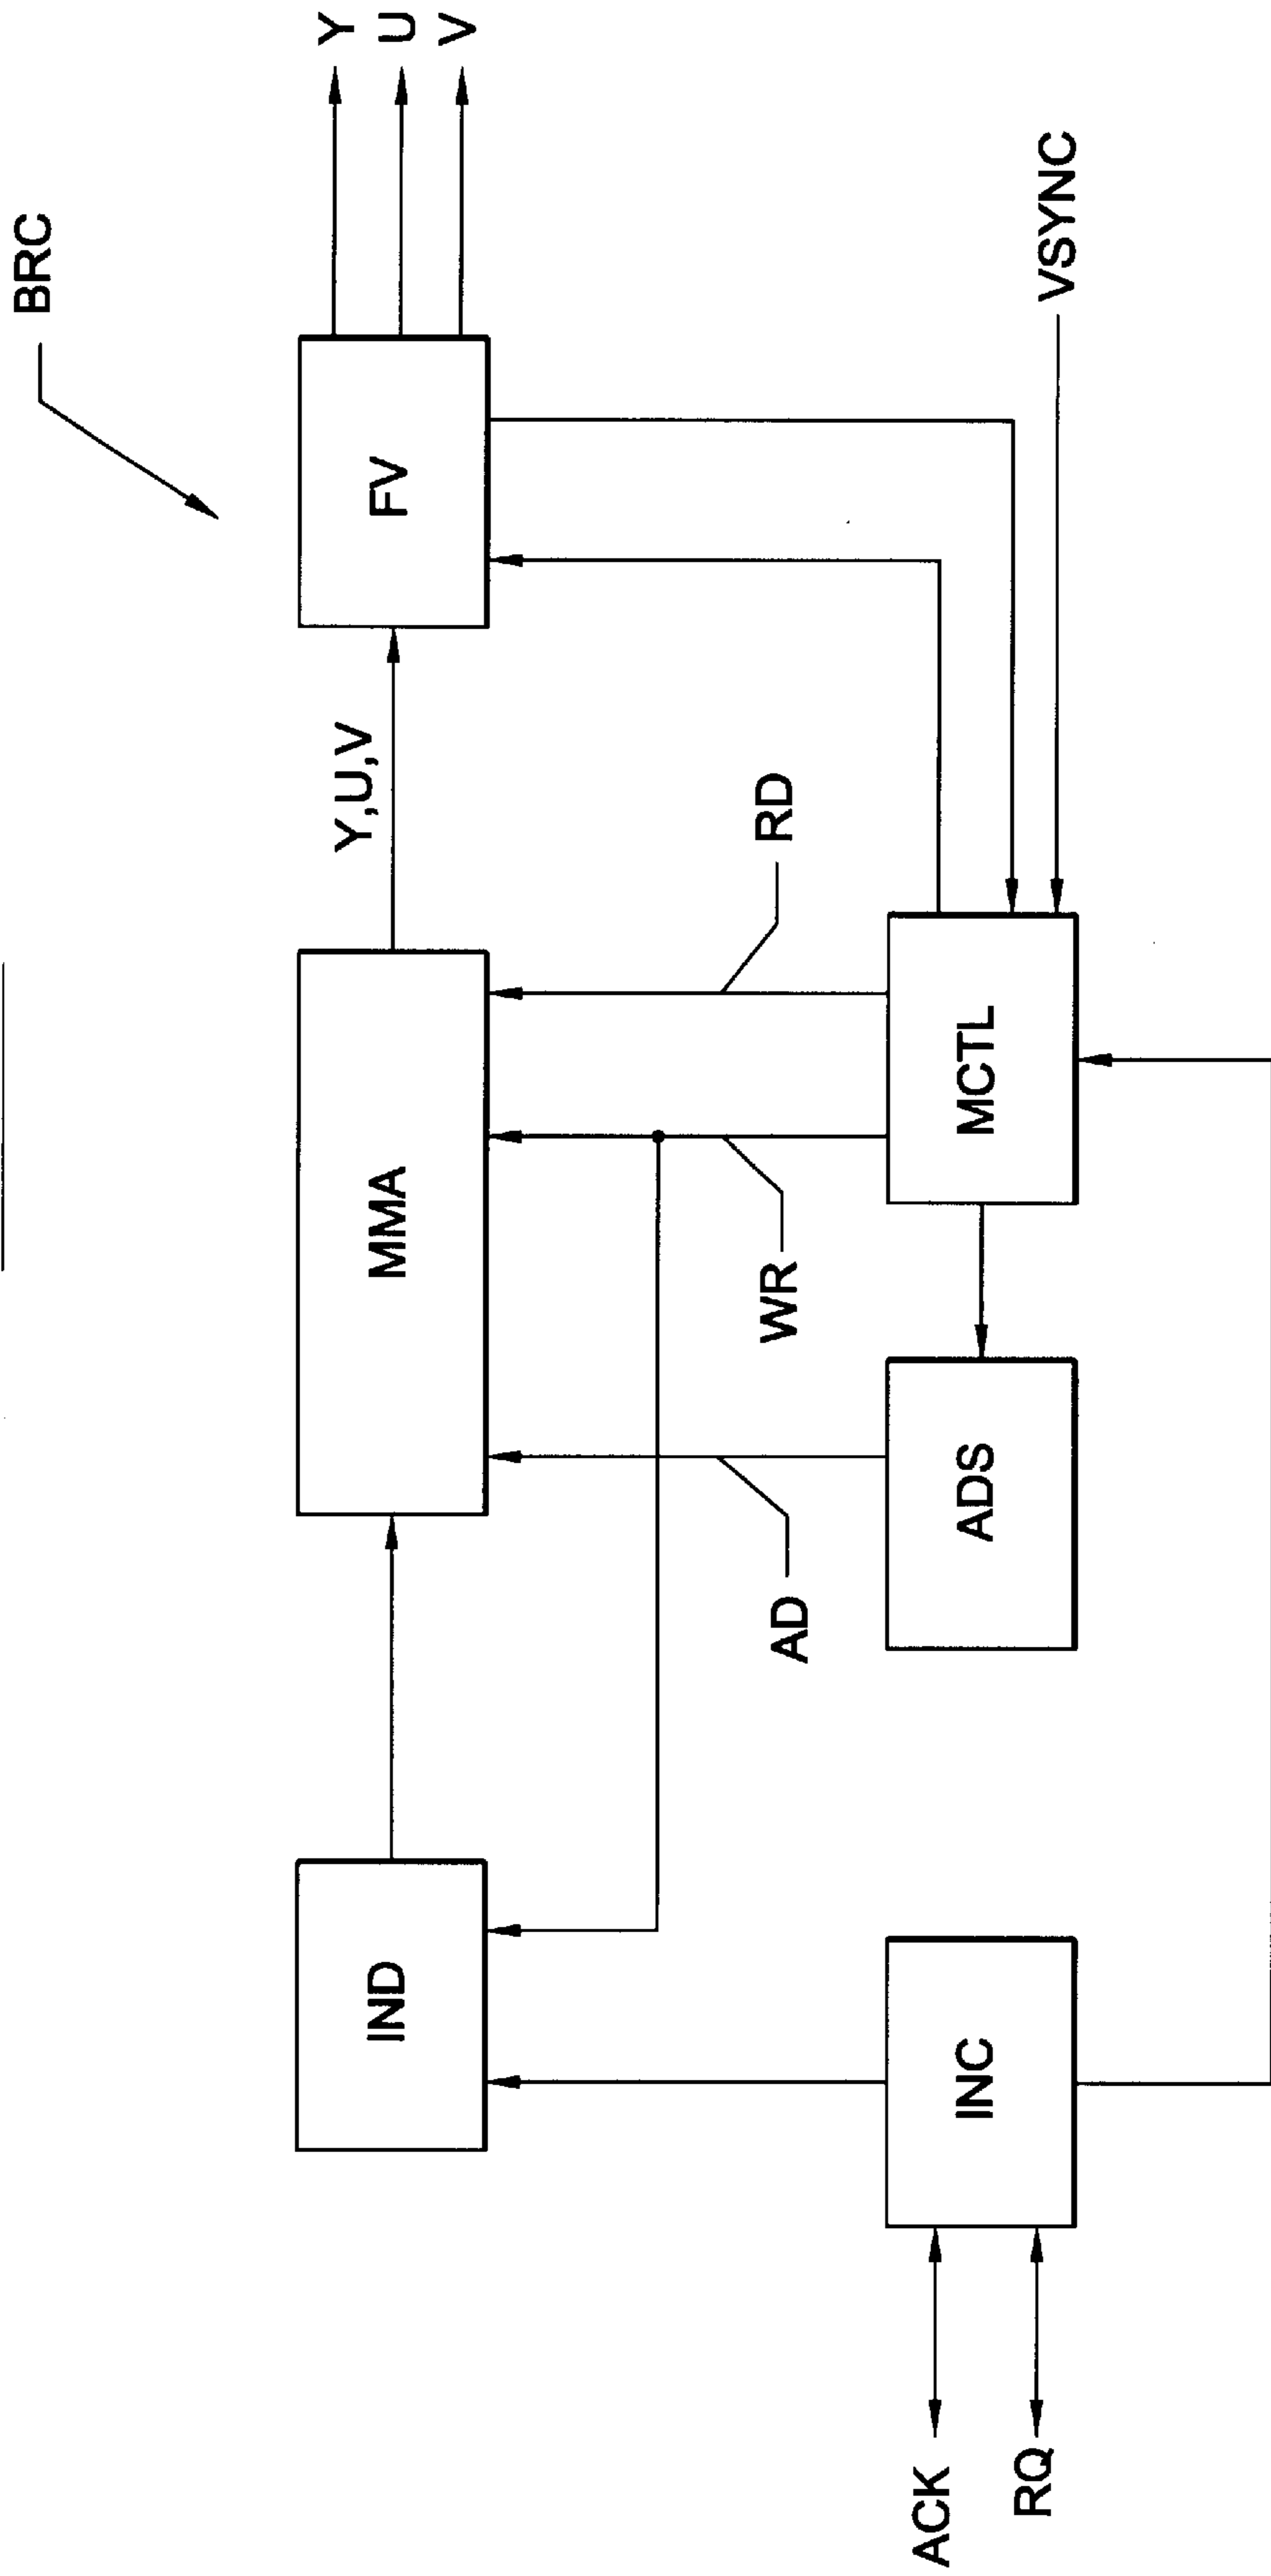 BRC
Y
U
V
FV
Y,U,V
MMA
IND
RD
WR
AD
VSYNC
MCTL
ADS
INC
ACK
RQ